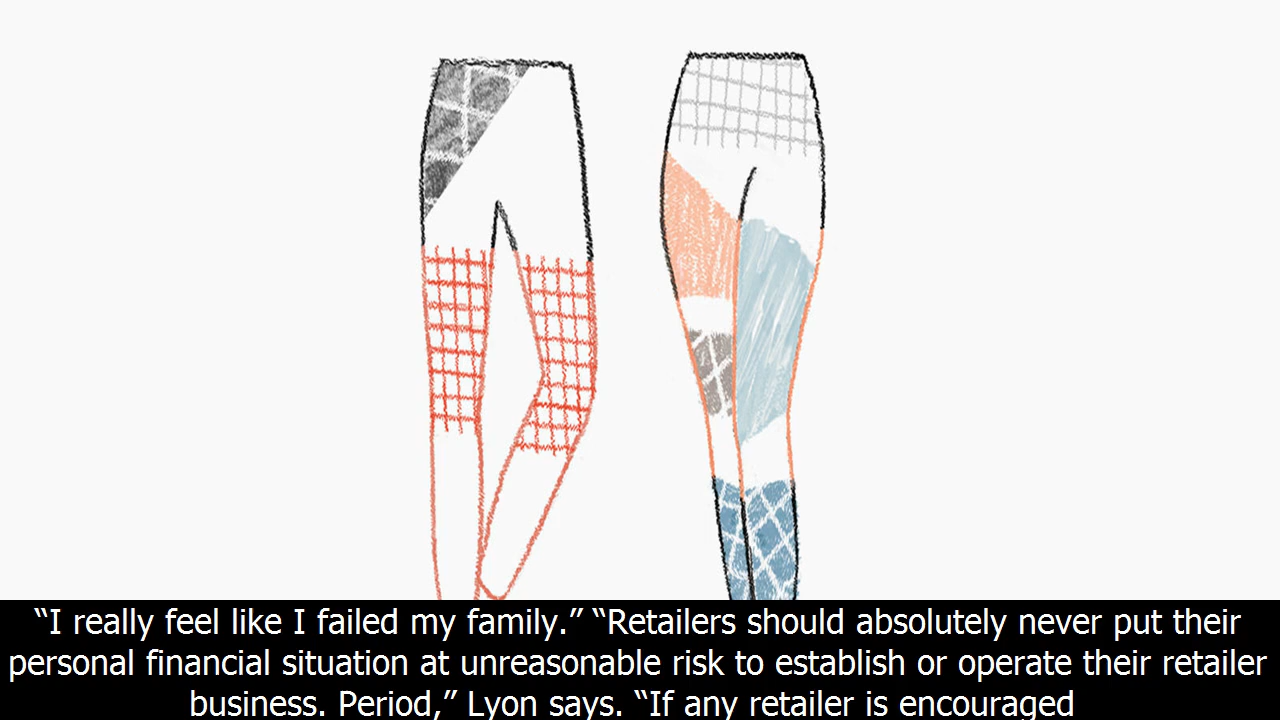 “I really feel like I failed my family.” “Retailers should absolutely never put their
personal financial situation at unreasonable risk to establish or operate their retailer
business. Period,” Lyon says. “If any retailer is encouraged